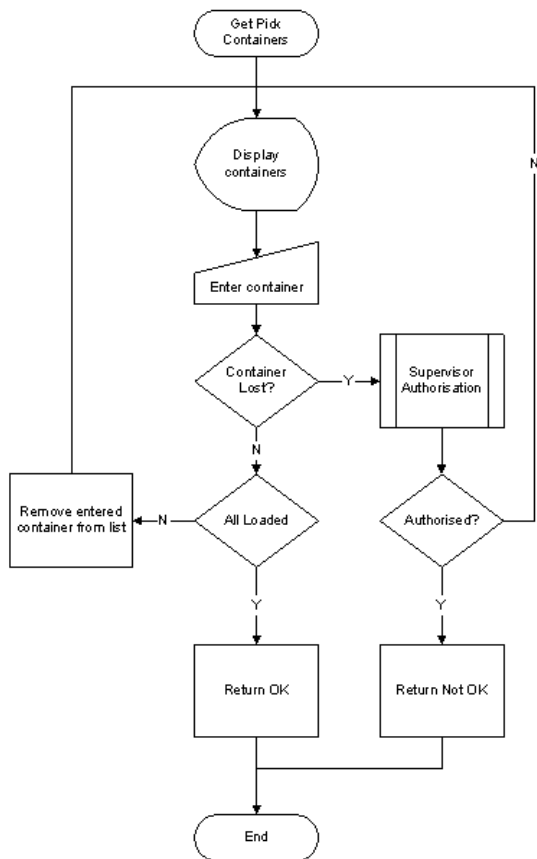 Get Pick
Containers
N
Display
containers
Enter container
Container
Lost?
Y
Supervisor
Authorisation
N
Remove entered
container from list
N
All Loaded
Authorised?
Y
Y
Return OK
Return Not OK
End